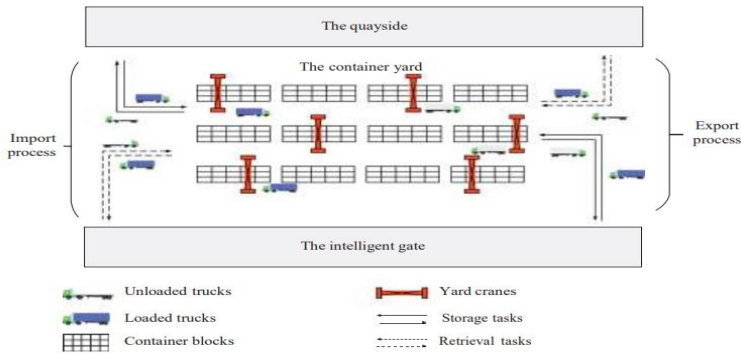 The quayside
The container yard
Import
process
Export
process
The intelligent gate
Unloaded trucks
Yard cranes
Loaded trucks
Storage tasks
Container blocks
Retrieval tasks